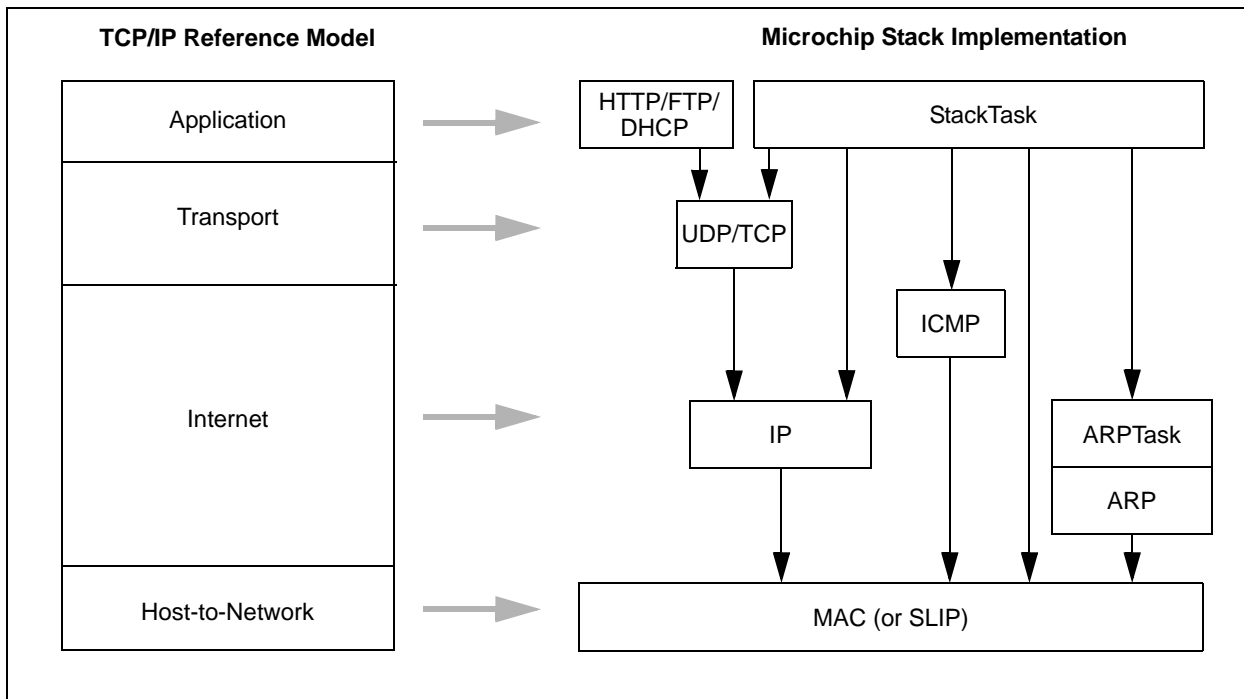 TCP/IP Reference Model
Microchip Stack Implementation
Application
HTTP/FTP/
DHCP
StackTask
Transport
UDP/TCP
ICMP
Internet
IP
ARPTask
ARP
Host-to-Network
MAC (or SLIP)